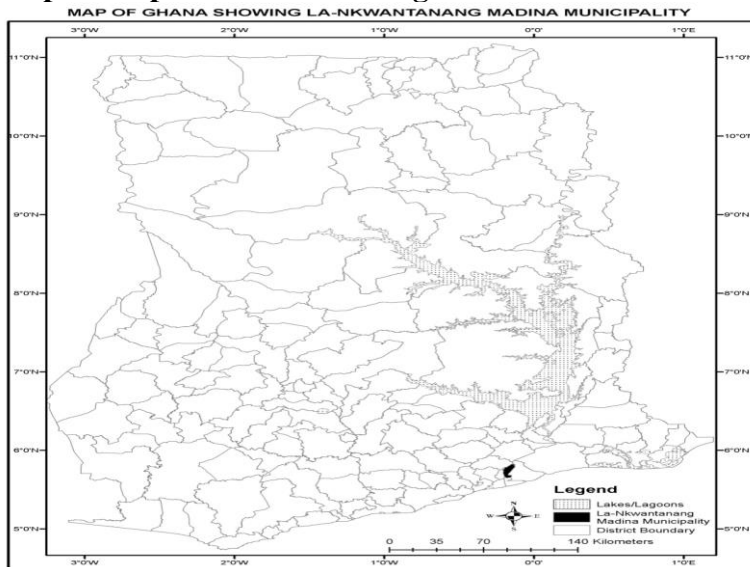 MAP OF GHANA SHOWING LA-NKWANTANANG MADINA MUNICIPALITY
3°0'W 2°0'W 1°0'W 0°0' 1°0'E
11°0'N 11°0'N
10°0'N 10°0'N
9°0'N 9°0'N
8°0'N 8°0'N
7°0'N 7°0'N
6°0'N 6°0'N
5°0'N 5°0'N
N
W E
S
Legend
Lakes/Lagoons
La-Nkwantanang
Madina Municipality
District Boundary
0 35 70 140 Kilometers
3°0'W 2°0'W 1°0'W 0°0' 1°0'E